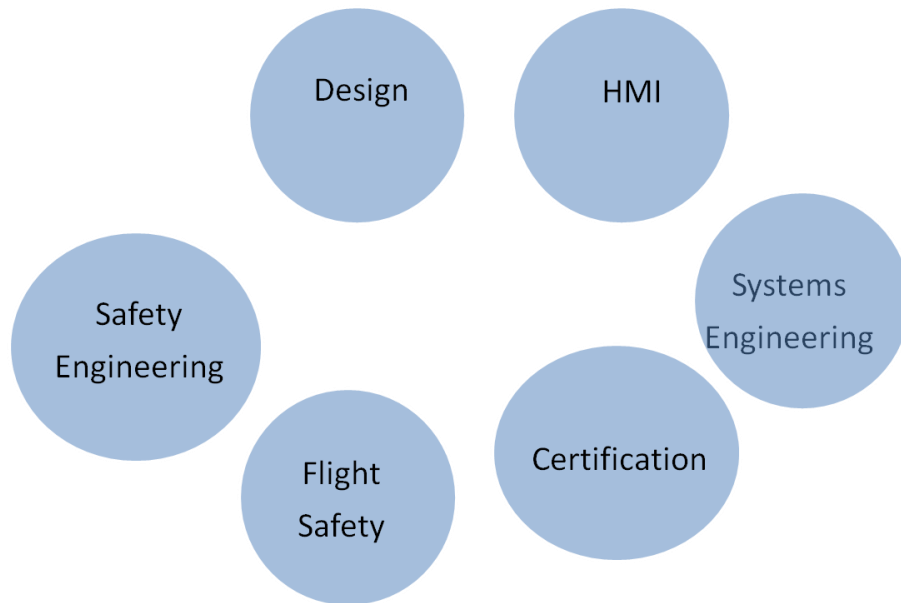 Design
HMI
Systems
Engineering
Safety
Engineering
Certification
Flight
Safety